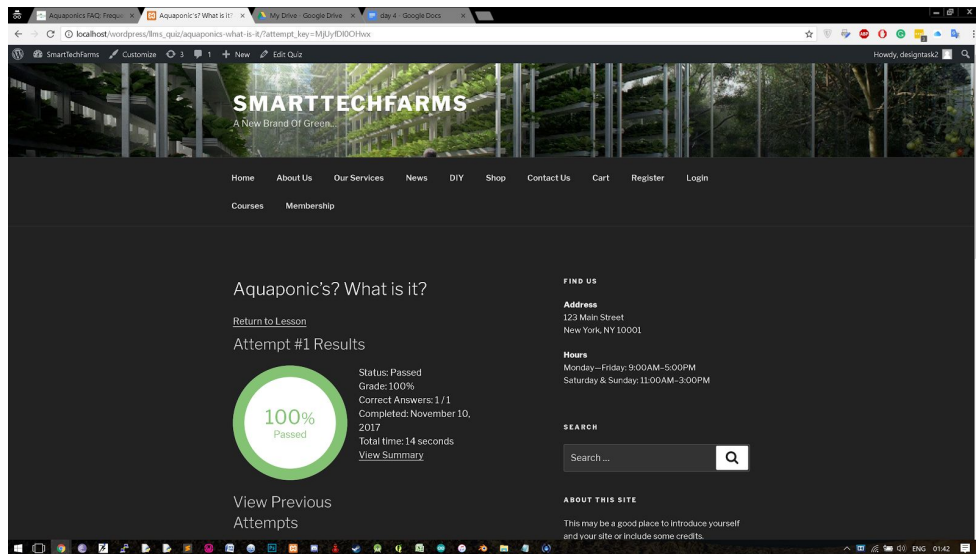 Aquaponics FAQ: Freque
Aquaponic's? What is it?
My Drive - Google Drive
day 4 - Google Docs
localhost/wordpress/llms_quiz/aquaponics-what-is-it/?attempt_key=MjUyfDI0OHwx
SmartTechFarms
Customize
3
1
New
Edit Quiz
Howdy, designtask2
SMARTTECHFARMS
A New Brand Of Green...
Home
About Us
Our Services
News
DIY
Shop
Contact Us
Cart
Register
Login
Courses
Membership
Aquaponic's? What is it?
Return to Lesson
Attempt #1 Results
100%
Passed
Status: Passed
Grade: 100%
Correct Answers: 1 / 1
Completed: November 10,
2017
Total time: 14 seconds
View Summary
View Previous
Attempts
FIND US
Address
123 Main Street
New York, NY 10001
Hours
Monday—Friday: 9:00AM–5:00PM
Saturday & Sunday: 11:00AM–3:00PM
SEARCH
Search ...
ABOUT THIS SITE
This may be a good place to introduce yourself
and your site or include some credits.
ENG
01:42